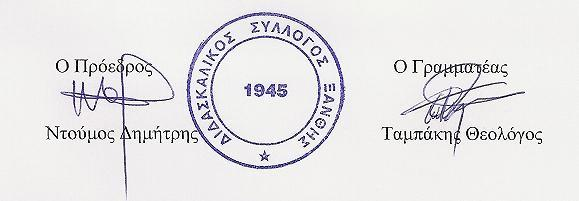 Ο Πρόεδρος
Ντούμος Δημήτρης
ΔΙΔΑΣΚΑΛΙΚΟΣ ΣΥΛΛΟΓΟΣ ΞΑΝΘΗΣ
1945
Ο Γραμματέας
Ταμπάκης Θεολόγος